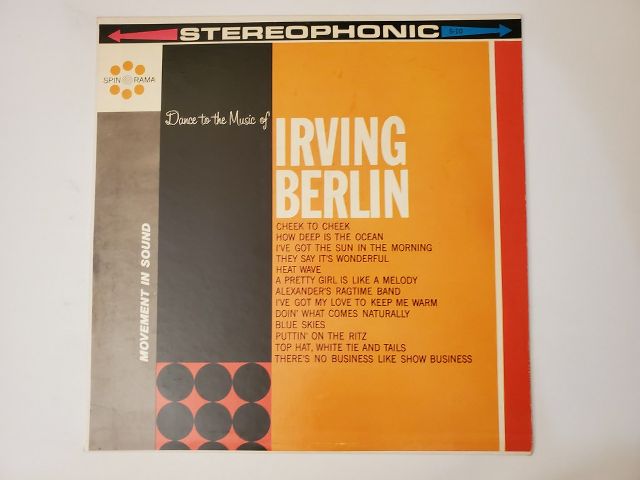 STEREOPHONIC
S-10
SPIN O RAMA
Dance to the Music of
IRVING
BERLIN
CHEEK TO CHEEK
HOW DEEP IS THE OCEAN
I'VE GOT THE SUN IN THE MORNING
THEY SAY IT'S WONDERFUL
HEAT WAVE
A PRETTY GIRL IS LIKE A MELODY
ALEXANDER'S RAGTIME BAND
I'VE GOT MY LOVE TO KEEP ME WARM
DOIN' WHAT COMES NATURALLY
BLUE SKIES
PUTTIN' ON THE RITZ
TOP HAT, WHITE TIE AND TAILS
THERE'S NO BUSINESS LIKE SHOW BUSINESS
MOVEMENT IN SOUND